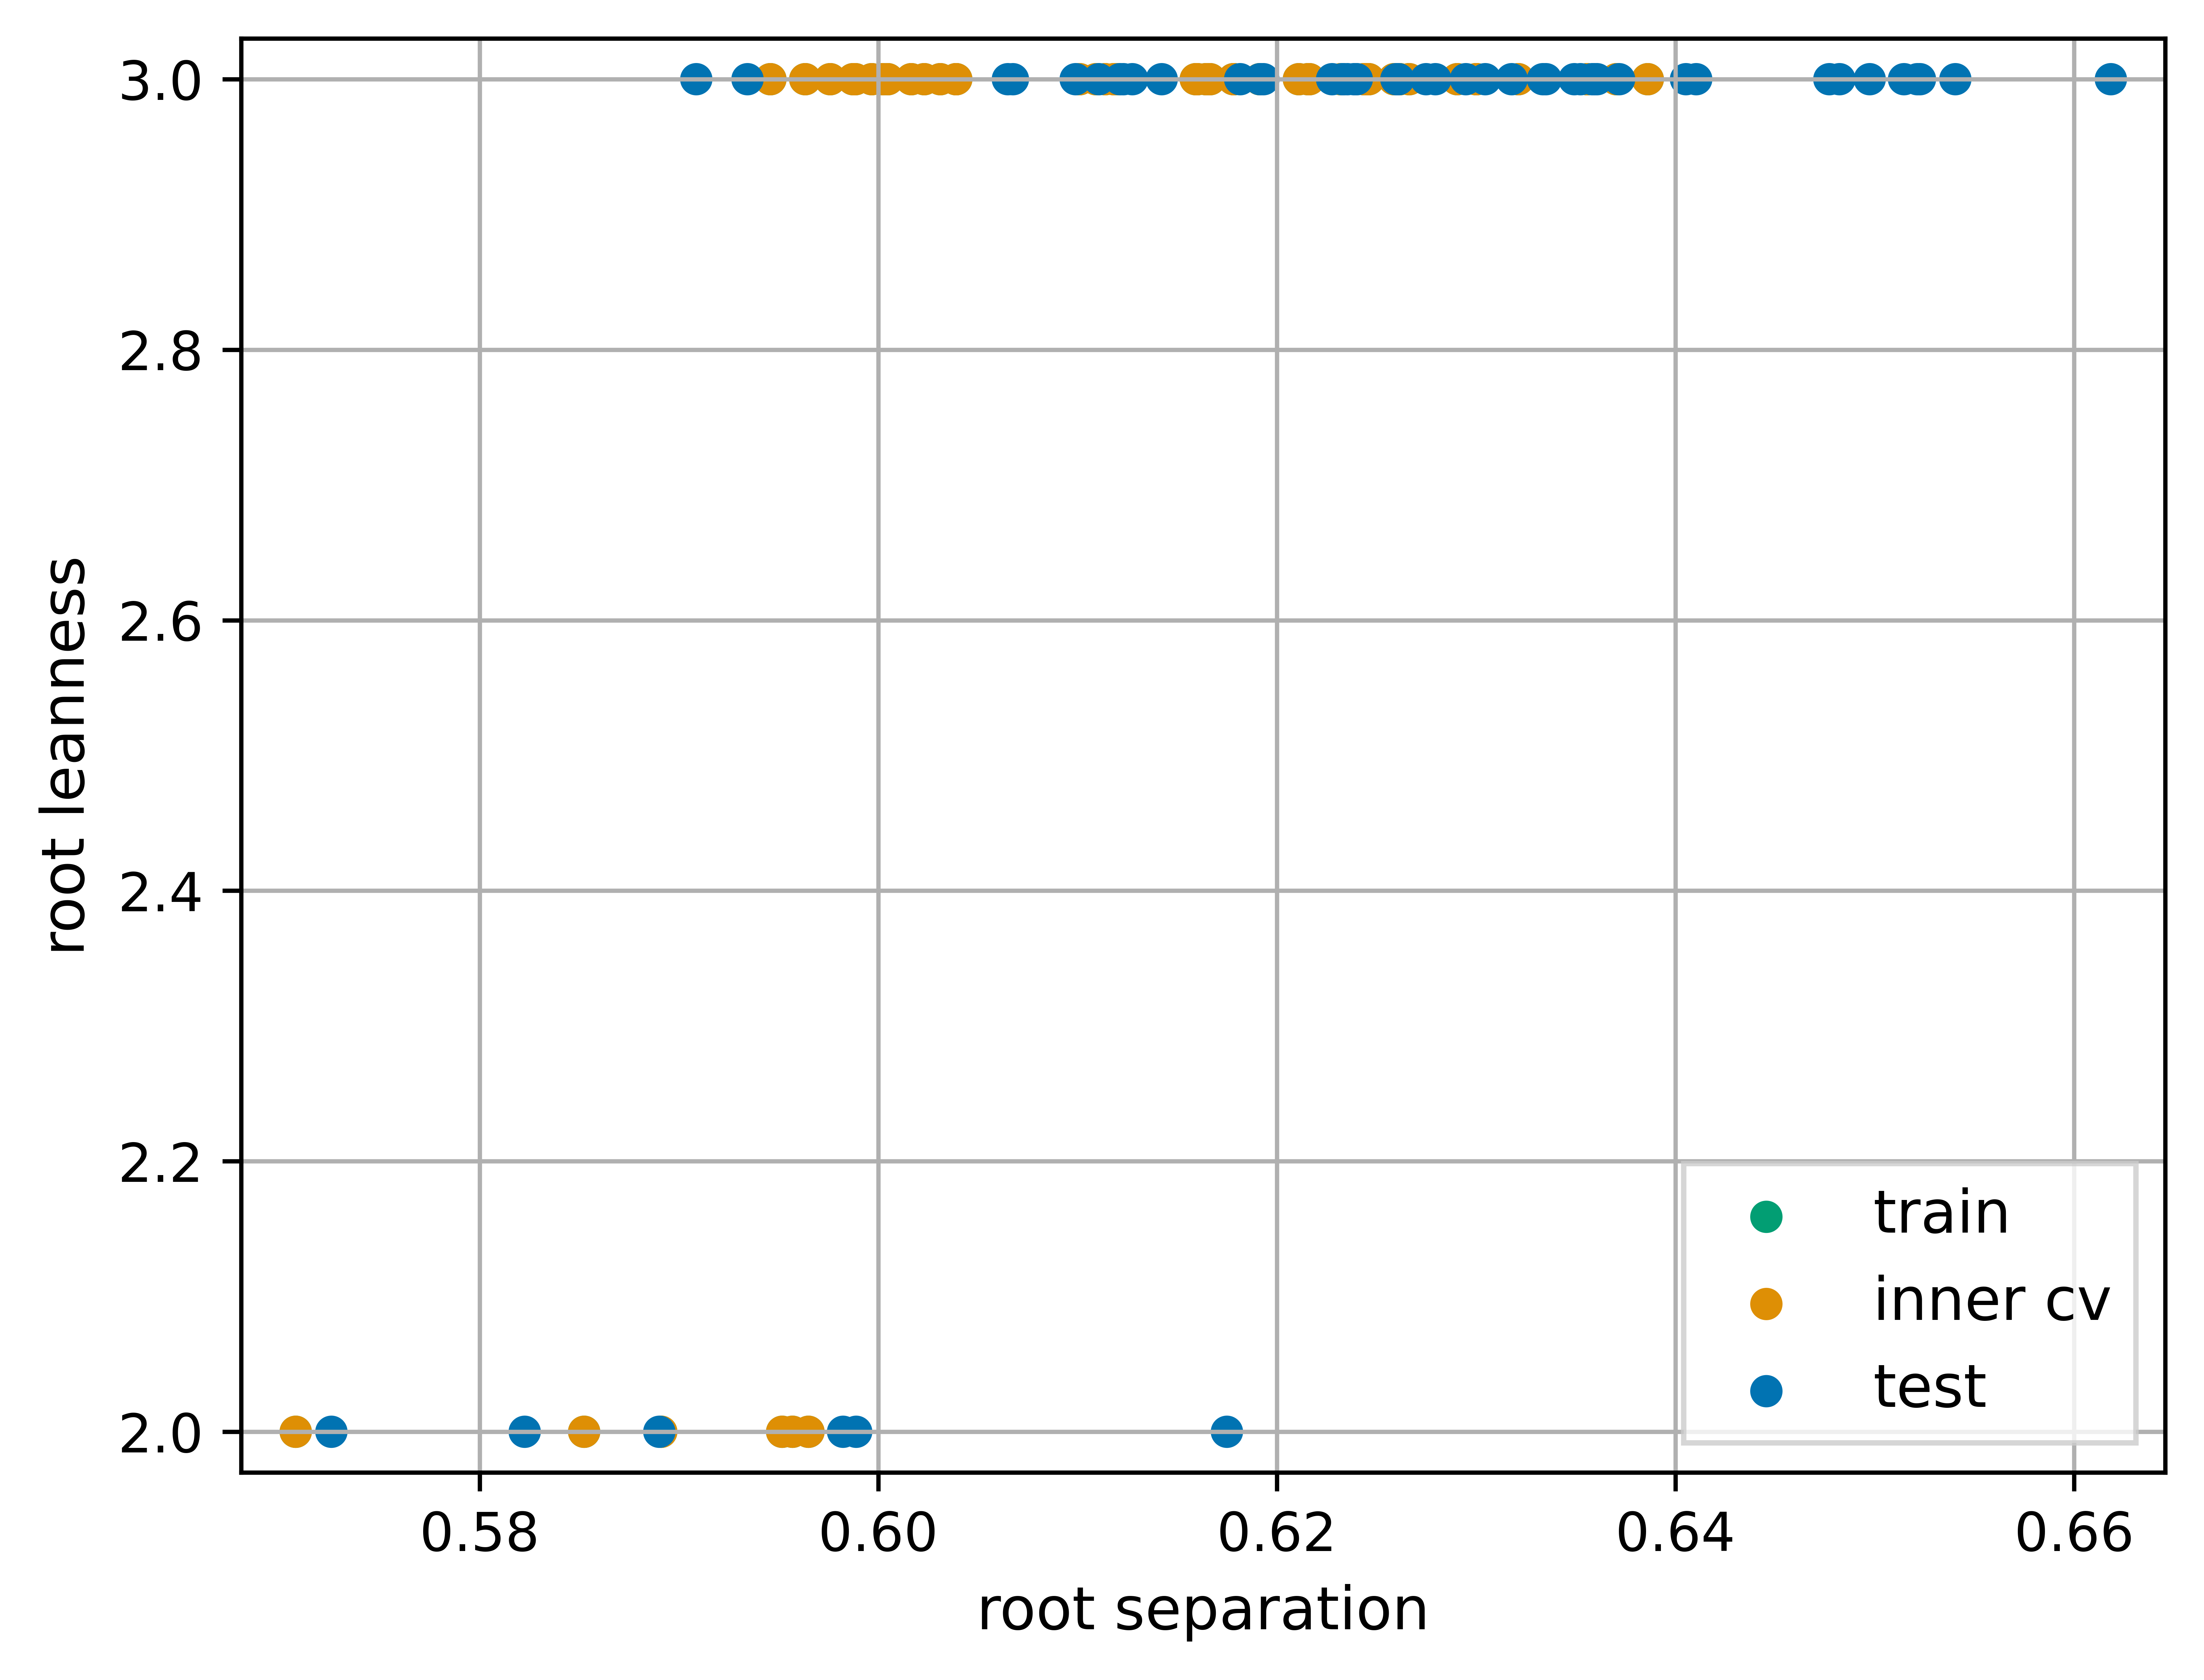 3.0
2.8
2.6
2.4
2.2
2.0
root leanness
0.58 0.60 0.62 0.64 0.66
root separation
train
inner cv
test